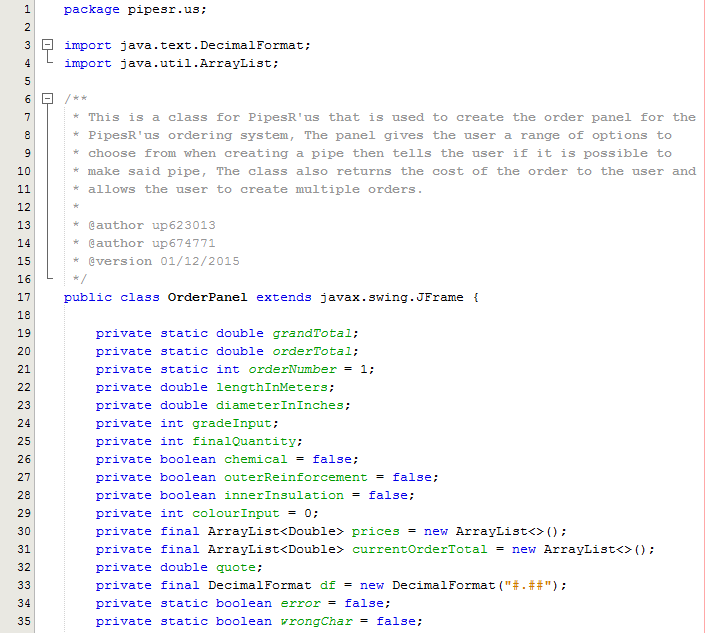 1 package pipesr.us;
2
3 import java.text.DecimalFormat;
4 import java.util.ArrayList;
5
6 /**
7 * This is a class for PipesR'us that is used to create the order panel for the
8 * PipesR'us ordering system, The panel gives the user a range of options to
9 * choose from when creating a pipe then tells the user if it is possible to
10 * make said pipe, The class also returns the cost of the order to the user and
11 * allows the user to create multiple orders.
12 *
13 * @author up623013
14 * @author up674771
15 * @version 01/12/2015
16 */
17 public class OrderPanel extends javax.swing.JFrame {
18
19 private static double grandTotal;
20 private static double orderTotal;
21 private static int orderNumber = 1;
22 private double lengthInMeters;
23 private double diameterInInches;
24 private int gradeInput;
25 private int finalQuantity;
26 private boolean chemical = false;
27 private boolean outerReinforcement = false;
28 private boolean innerInsulation = false;
29 private int colourInput = 0;
30 private final ArrayList<Double> prices = new ArrayList<>();
31 private final ArrayList<Double> currentOrderTotal = new ArrayList<>();
32 private double quote;
33 private final DecimalFormat df = new DecimalFormat("#.##");
34 private static boolean error = false;
35 private static boolean wrongChar = false;